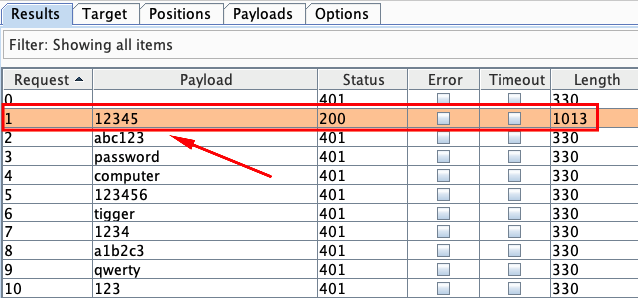 Results Target Positions Payloads Options
Filter: Showing all items
Request Payload Status Error Timeout Length
0 401 330
1 12345 200 1013
2 abc123 401 330
3 password 401 330
4 computer 401 330
5 123456 401 330
6 tigger 401 330
7 1234 401 330
8 a1b2c3 401 330
9 qwerty 401 330
10 123 401 330